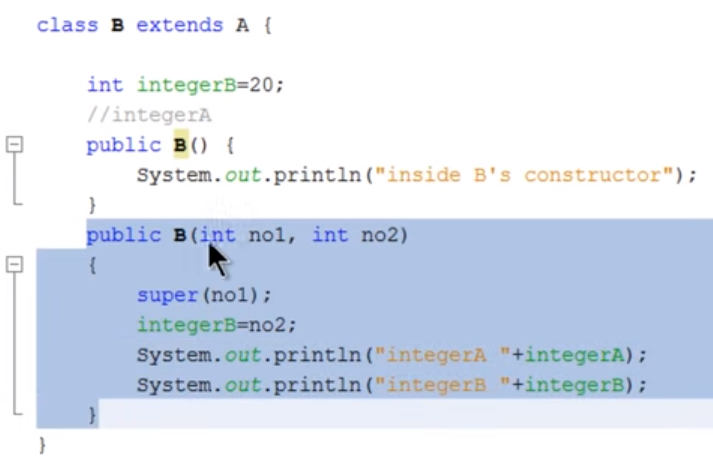 class B extends A {
int integerB=20;
//integerA
public B() {
System.out.println("inside B's constructor");
}
public B(int no1, int no2)
{
super(no1);
integerB=no2;
System.out.println("integerA "+integerA);
System.out.println("integerB "+integerB);
}
}